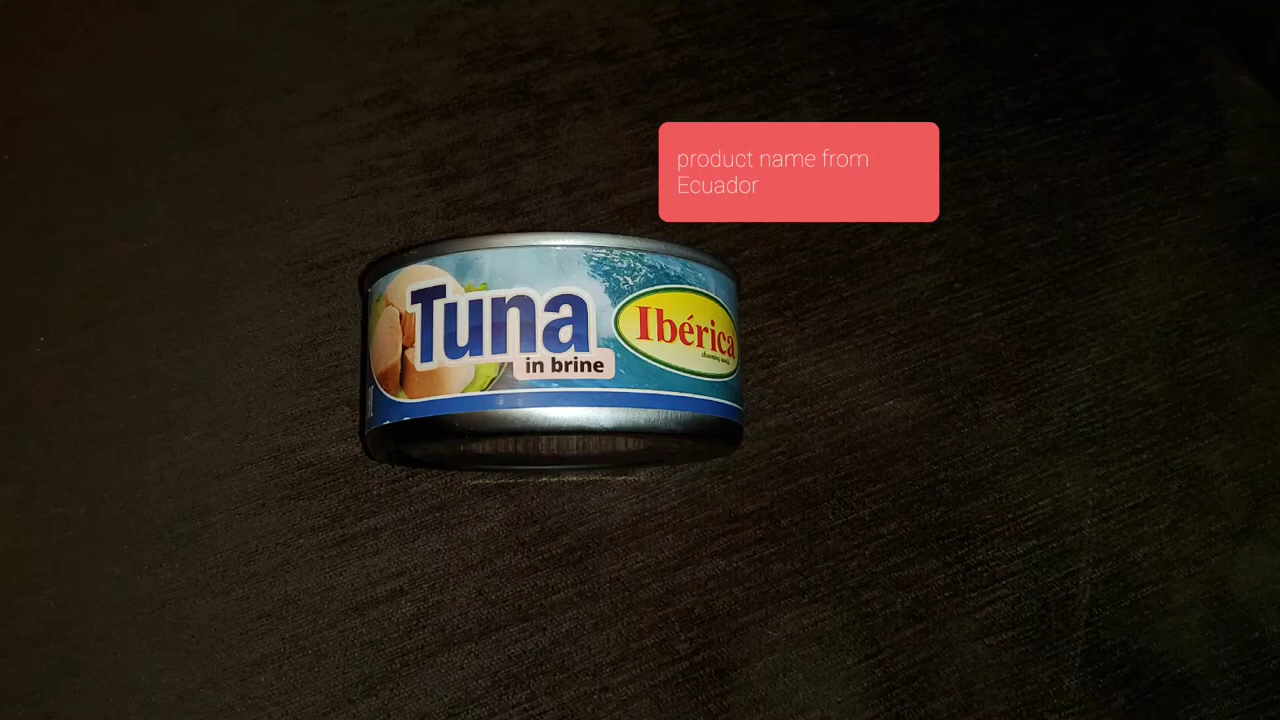 product name from
Ecuador
Tuna
in brine
Ibérica